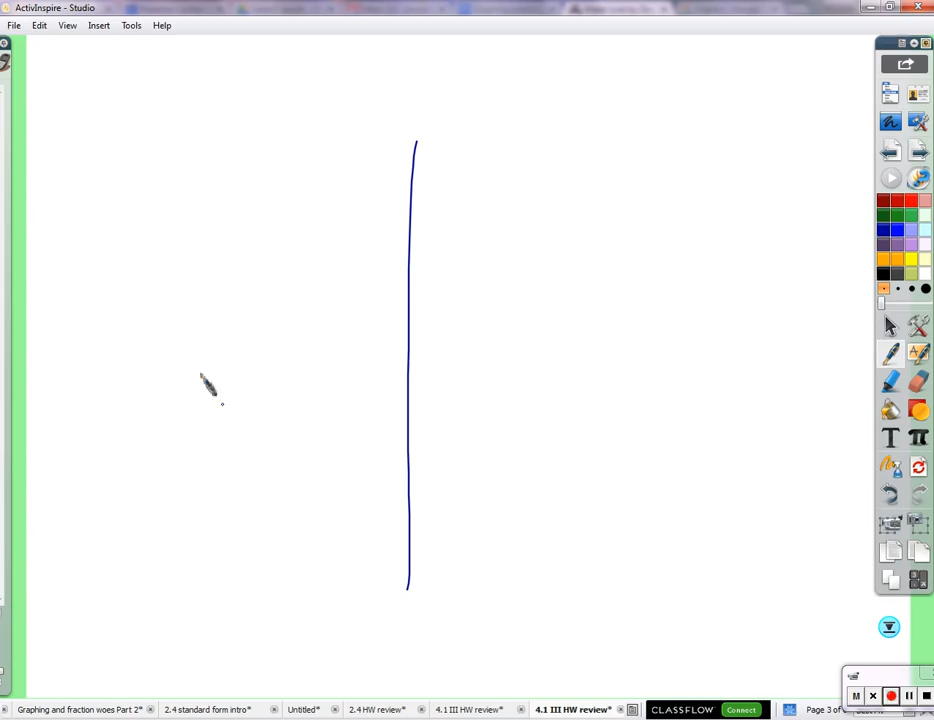 ActivInspire - Studio
File Edit View Insert Tools Help
Graphing and fraction woes Part 2* 2.4 standard form intro* Untitled* 2.4 HW review* 4.1 III HW review* 4.1 III HW review* CLASSFLOW Connect Page 3 of
M